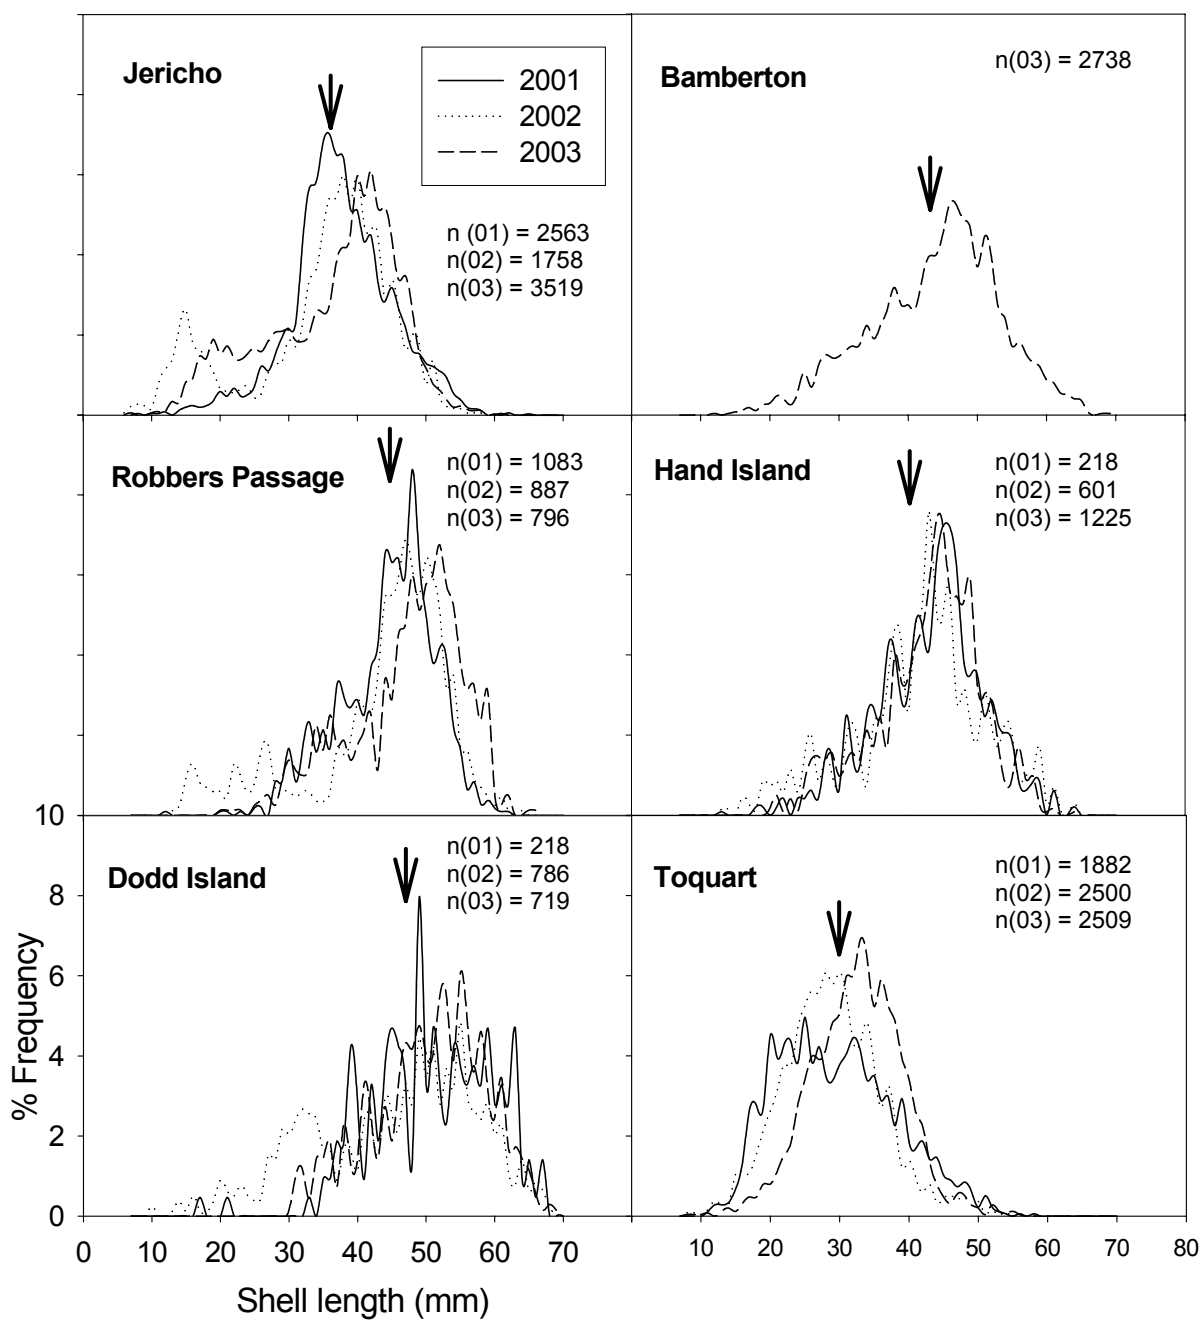 Jericho
2001
2002
2003
n (01) = 2563
n(02) = 1758
n(03) = 3519
Bamberton
n(03) = 2738
Robbers Passage
n(01) = 1083
n(02) = 887
n(03) = 796
Hand Island
n(01) = 218
n(02) = 601
n(03) = 1225
Dodd Island
n(01) = 218
n(02) = 786
n(03) = 719
Toquart
n(01) = 1882
n(02) = 2500
n(03) = 2509
10
8
6
4
2
0
% Frequency
0 10 20 30 40 50 60 70
10 20 30 40 50 60 70 80
Shell length (mm)